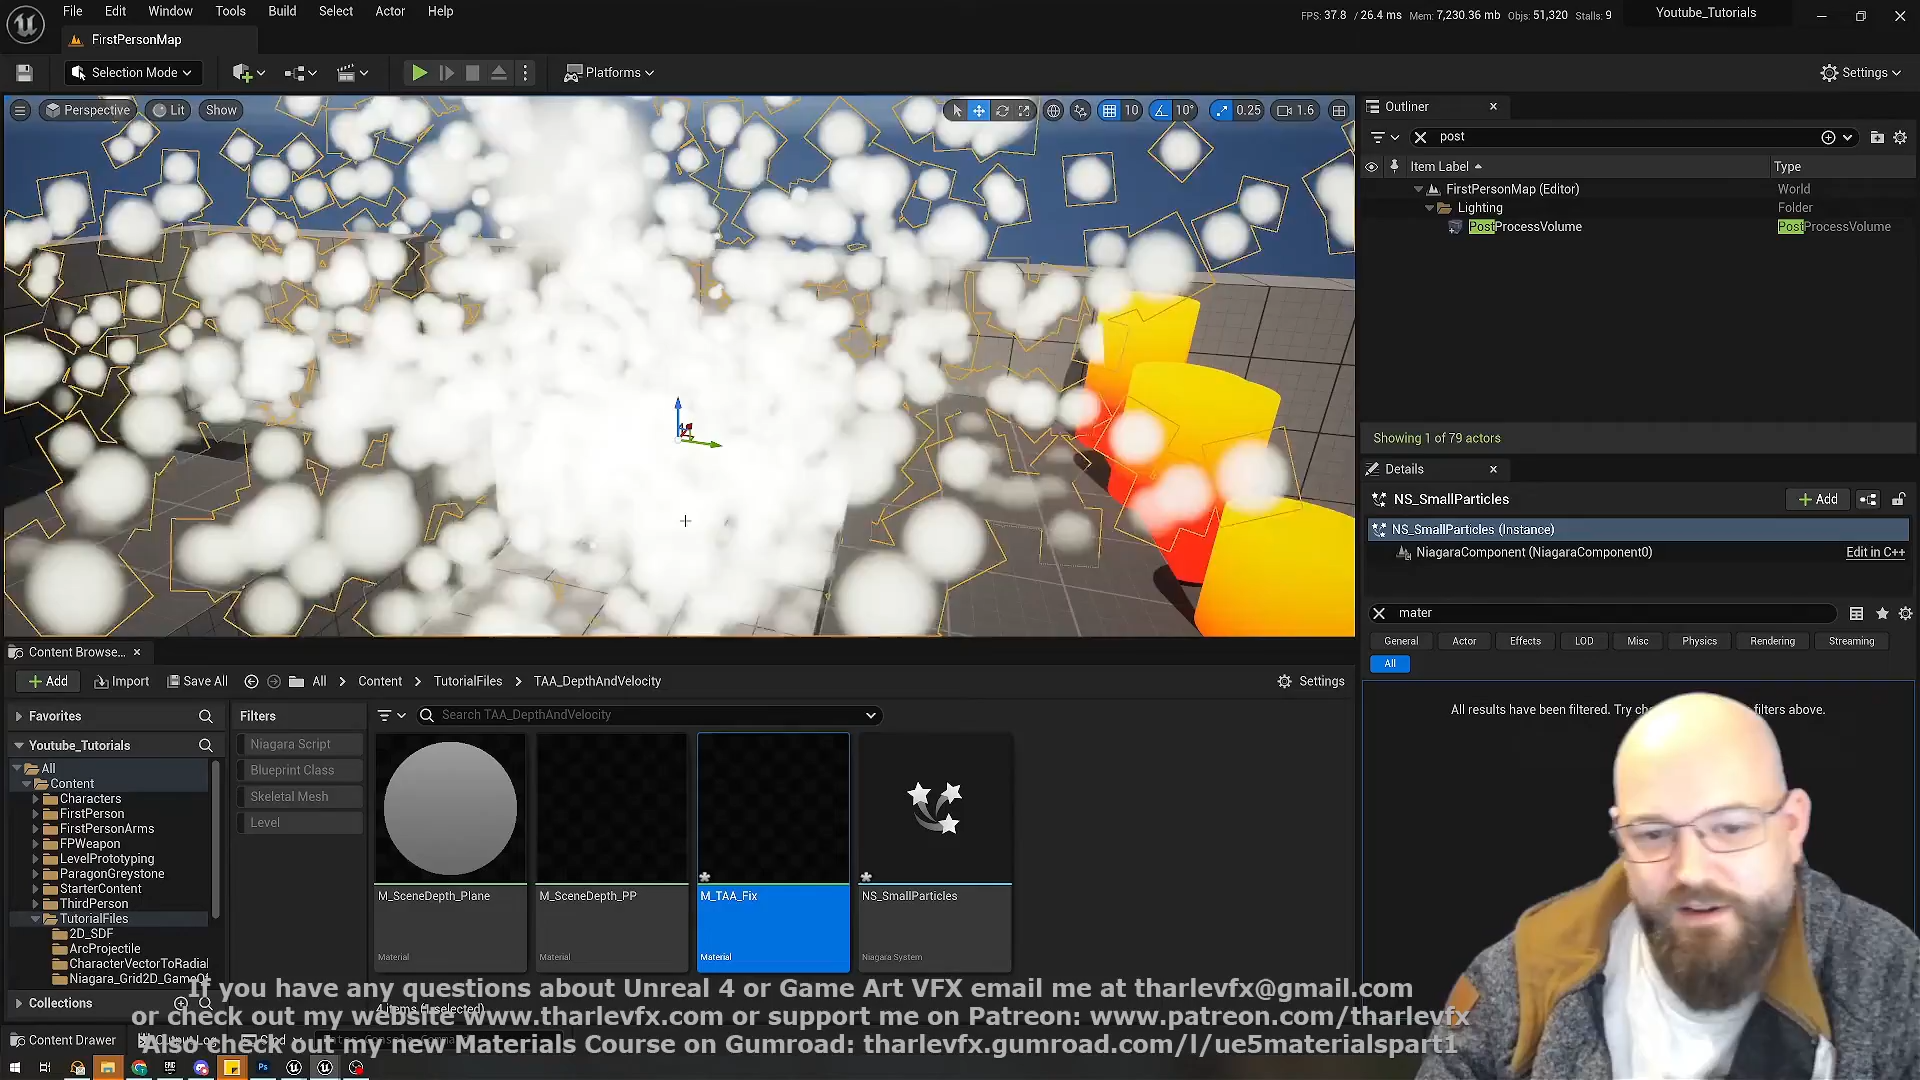 File Edit View Window Tools Build Select Actor Help
FPS: 37.8 / 26.4 ms Mem: 7,230.36 mb Objs: 51,320 Stalls: 9
Youtube_Tutorials
FirstPersonMap
Selection Mode
Platforms
Settings
Perspective Lit Show
10 10° 0.25 1.6
Outliner
post
Item Label Type
FirstPersonMap (Editor) World
Lighting Folder
PostProcessVolume PostProcessVolume
Showing 1 of 79 actors
Details
NS_SmallParticles
Add
NS_SmallParticles (Instance)
NiagaraComponent (NiagaraComponent0) Edit in C++
mater
General Actor Effects LOD Misc Physics Rendering Streaming
All
All results have been filtered. Try filters above.
Content Browse...
Add Import Save All All Content TutorialFiles TAA_DepthAndVelocity Settings
Favorites
Filters
Search TAA_DepthAndVelocity
Youtube_Tutorials
Niagara Script
Blueprint Class
Skeletal Mesh
Level
All
Content
Characters
FirstPerson
FirstPersonArms
FPWeapon
LevelPrototyping
ParagonGreystone
StarterContent
ThirdPerson
TutorialFiles
2D_SDF
ArcProjectile
CharacterVectorToRadial
M_SceneDepth_Plane
Material
M_SceneDepth_PP
Material
M_TAA_Fix
Material
NS_SmallParticles
Niagara System
Collections
If you have any questions about Unreal 4 or Game Art VFX email me at tharlevfx@gmail.com
or check out my website www.tharlevfx.com or support me on Patreon: www.patreon.com/tharlevfx
Also check out my new Materials Course on Gumroad: tharlevfx.gumroad.com/l/ue5materialspart1
Content Drawer